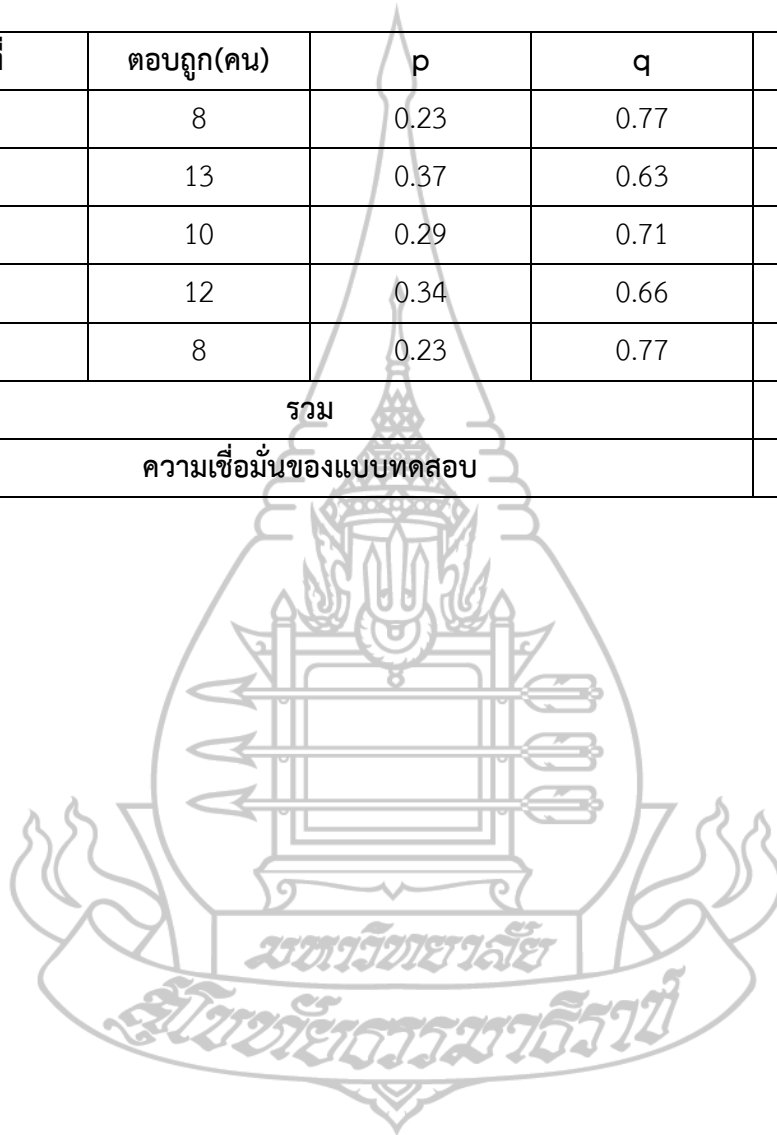 ตอบถูก(คน) p q
8 0.23 0.77
13 0.37 0.63
10 0.29 0.71
12 0.34 0.66
8 0.23 0.77
รวม
ความเชื่อมั่นของแบบทดสอบ
มหาวิทยาลัย
สุโขทัยธรรมาธิราช